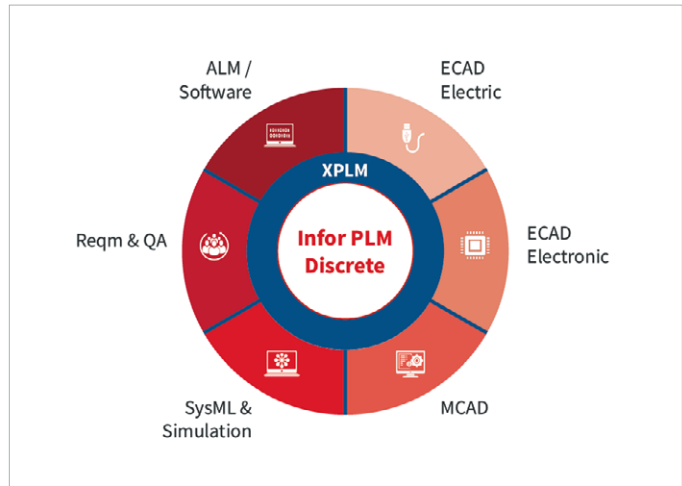 ALM /
Software
ECAD
Electric
XPLM
Infor PLM
Discrete
Reqm & QA
ECAD
Electronic
SysML &
Simulation
MCAD